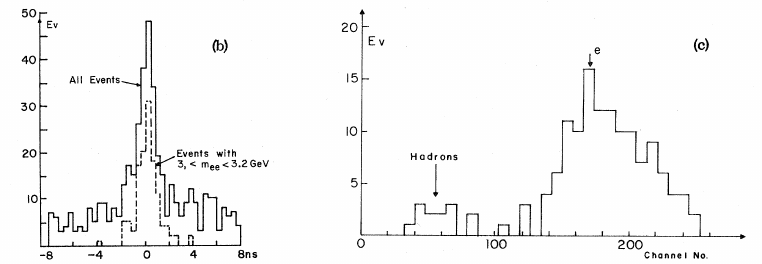 50
Ev
(b)
40
All Events
30
20
Events with
3. < mee < 3.2 GeV
10
-8
-4
0
4
8ns
20
Ev
(c)
e
15
10
Hadrons
5
0
100
200
Channel No.